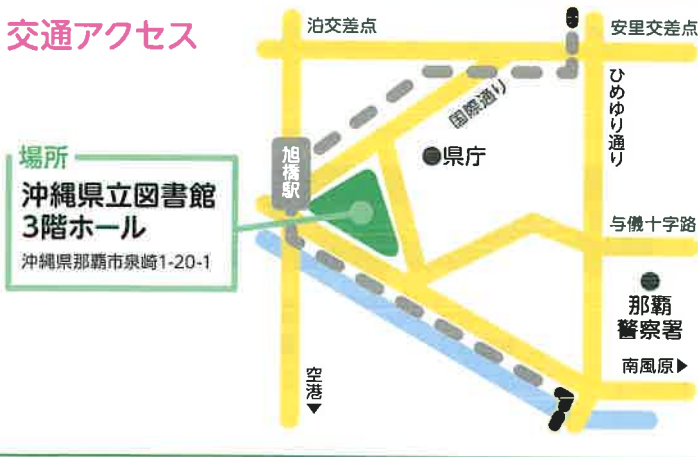 交通アクセス
泊交差点
安里交差点
ひめゆり通り
国際通り
旭橋駅
●県庁
場所
沖縄県立図書館
3階ホール
沖縄県那覇市泉崎1-20-1
与儀十字路
那覇
警察署
南風原▶
空港▼